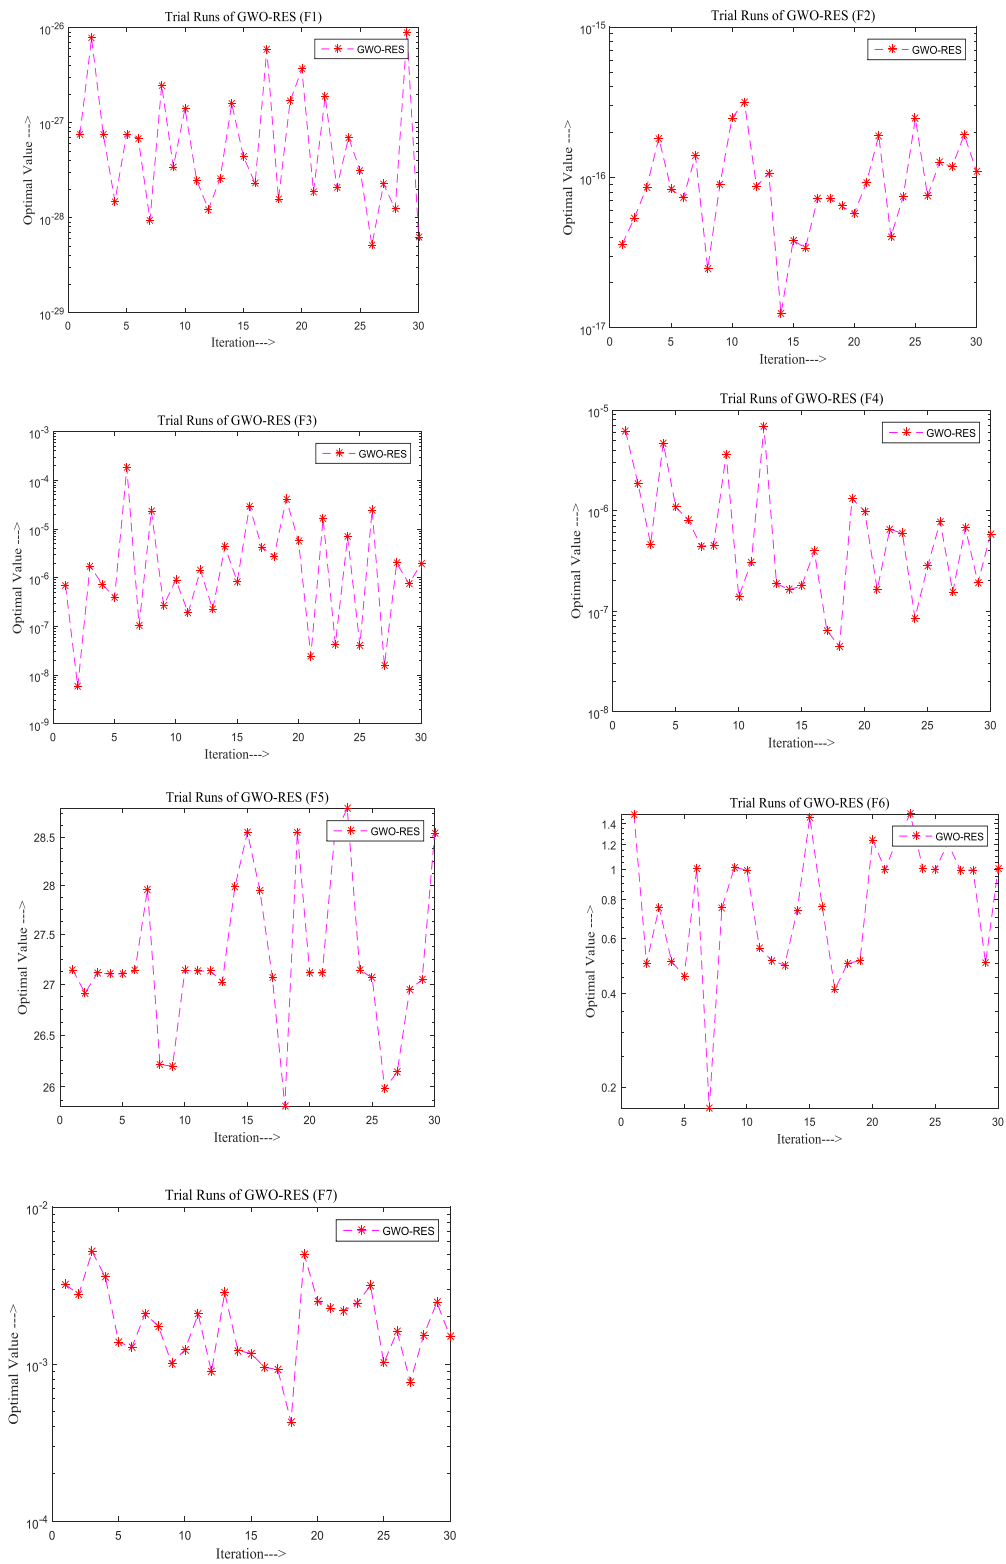 Trial Runs of GWO-RES (F1)
GWO-RES
10-26
10-27
10-28
10-29
Optimal Value --->
0 5 10 15 20 25 30
Iteration--->
Trial Runs of GWO-RES (F2)
GWO-RES
10-15
10-16
10-17
Optimal Value --->
0 5 10 15 20 25 30
Iteration--->
Trial Runs of GWO-RES (F3)
GWO-RES
10-3
10-4
10-5
10-6
10-7
10-8
10-9
Optimal Value --->
0 5 10 15 20 25 30
Iteration--->
Trial Runs of GWO-RES (F4)
GWO-RES
10-5
10-6
10-7
10-8
Optimal Value --->
0 5 10 15 20 25 30
Iteration--->
Trial Runs of GWO-RES (F5)
GWO-RES
28.5
28
27.5
27
26.5
26
Optimal Value --->
0 5 10 15 20 25 30
Iteration--->
Trial Runs of GWO-RES (F6)
GWO-RES
1.4
1.2
1
0.8
0.6
0.4
0.2
Optimal Value --->
0 5 10 15 20 25 30
Iteration--->
Trial Runs of GWO-RES (F7)
GWO-RES
10-2
10-3
10-4
Optimal Value --->
0 5 10 15 20 25 30
Iteration--->